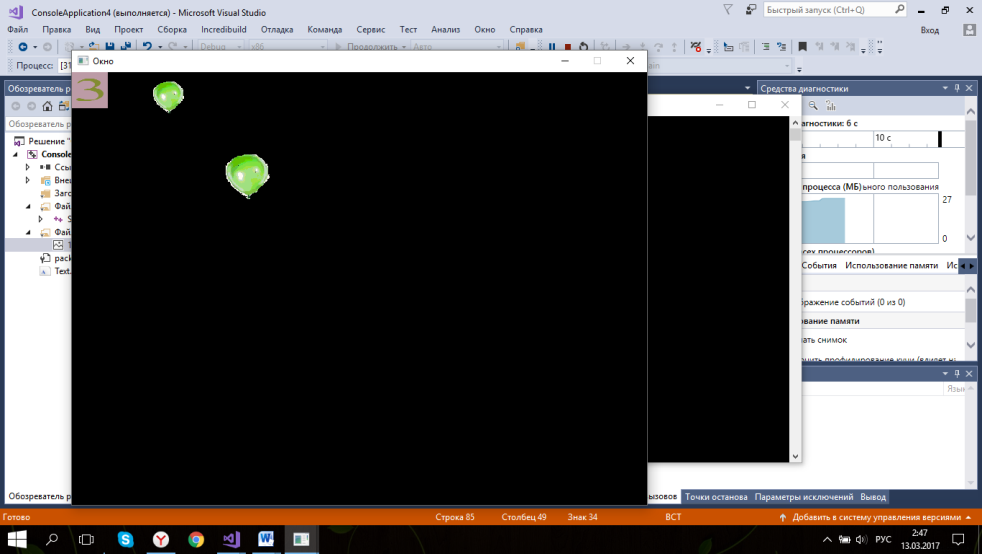 ConsoleApplication4 (выполняется) - Microsoft Visual Studio
Быстрый запуск (Ctrl+Q)
Файл Правка Вид Проект Сборка Incredibuild Отладка Команда Сервис Тест Анализ Окно Справка
Вход
Debug x86 Продолжить Авто
Процесс: [31
Окно
3
Обозреватель р
Средства диагностики
Обозреватель р
агностики: 6 с
10 с
Решение "
Console
Ссы
Вне
Заго
Фай
S
Фай
1
pack
Text.
процесса (МБ)
ьного пользования
27
0
сех процессоров)
События Использование памяти Ис
бражение событий (0 из 0)
ование памяти
ать снимок
Язык
Обозреватель р
ызовов Точки останова Параметры исключений Вывод
Готово
Строка 85 Столбец 49 Знак 34 ВСТ
Добавить в систему управления версиями
РУС
2:47
13.03.2017